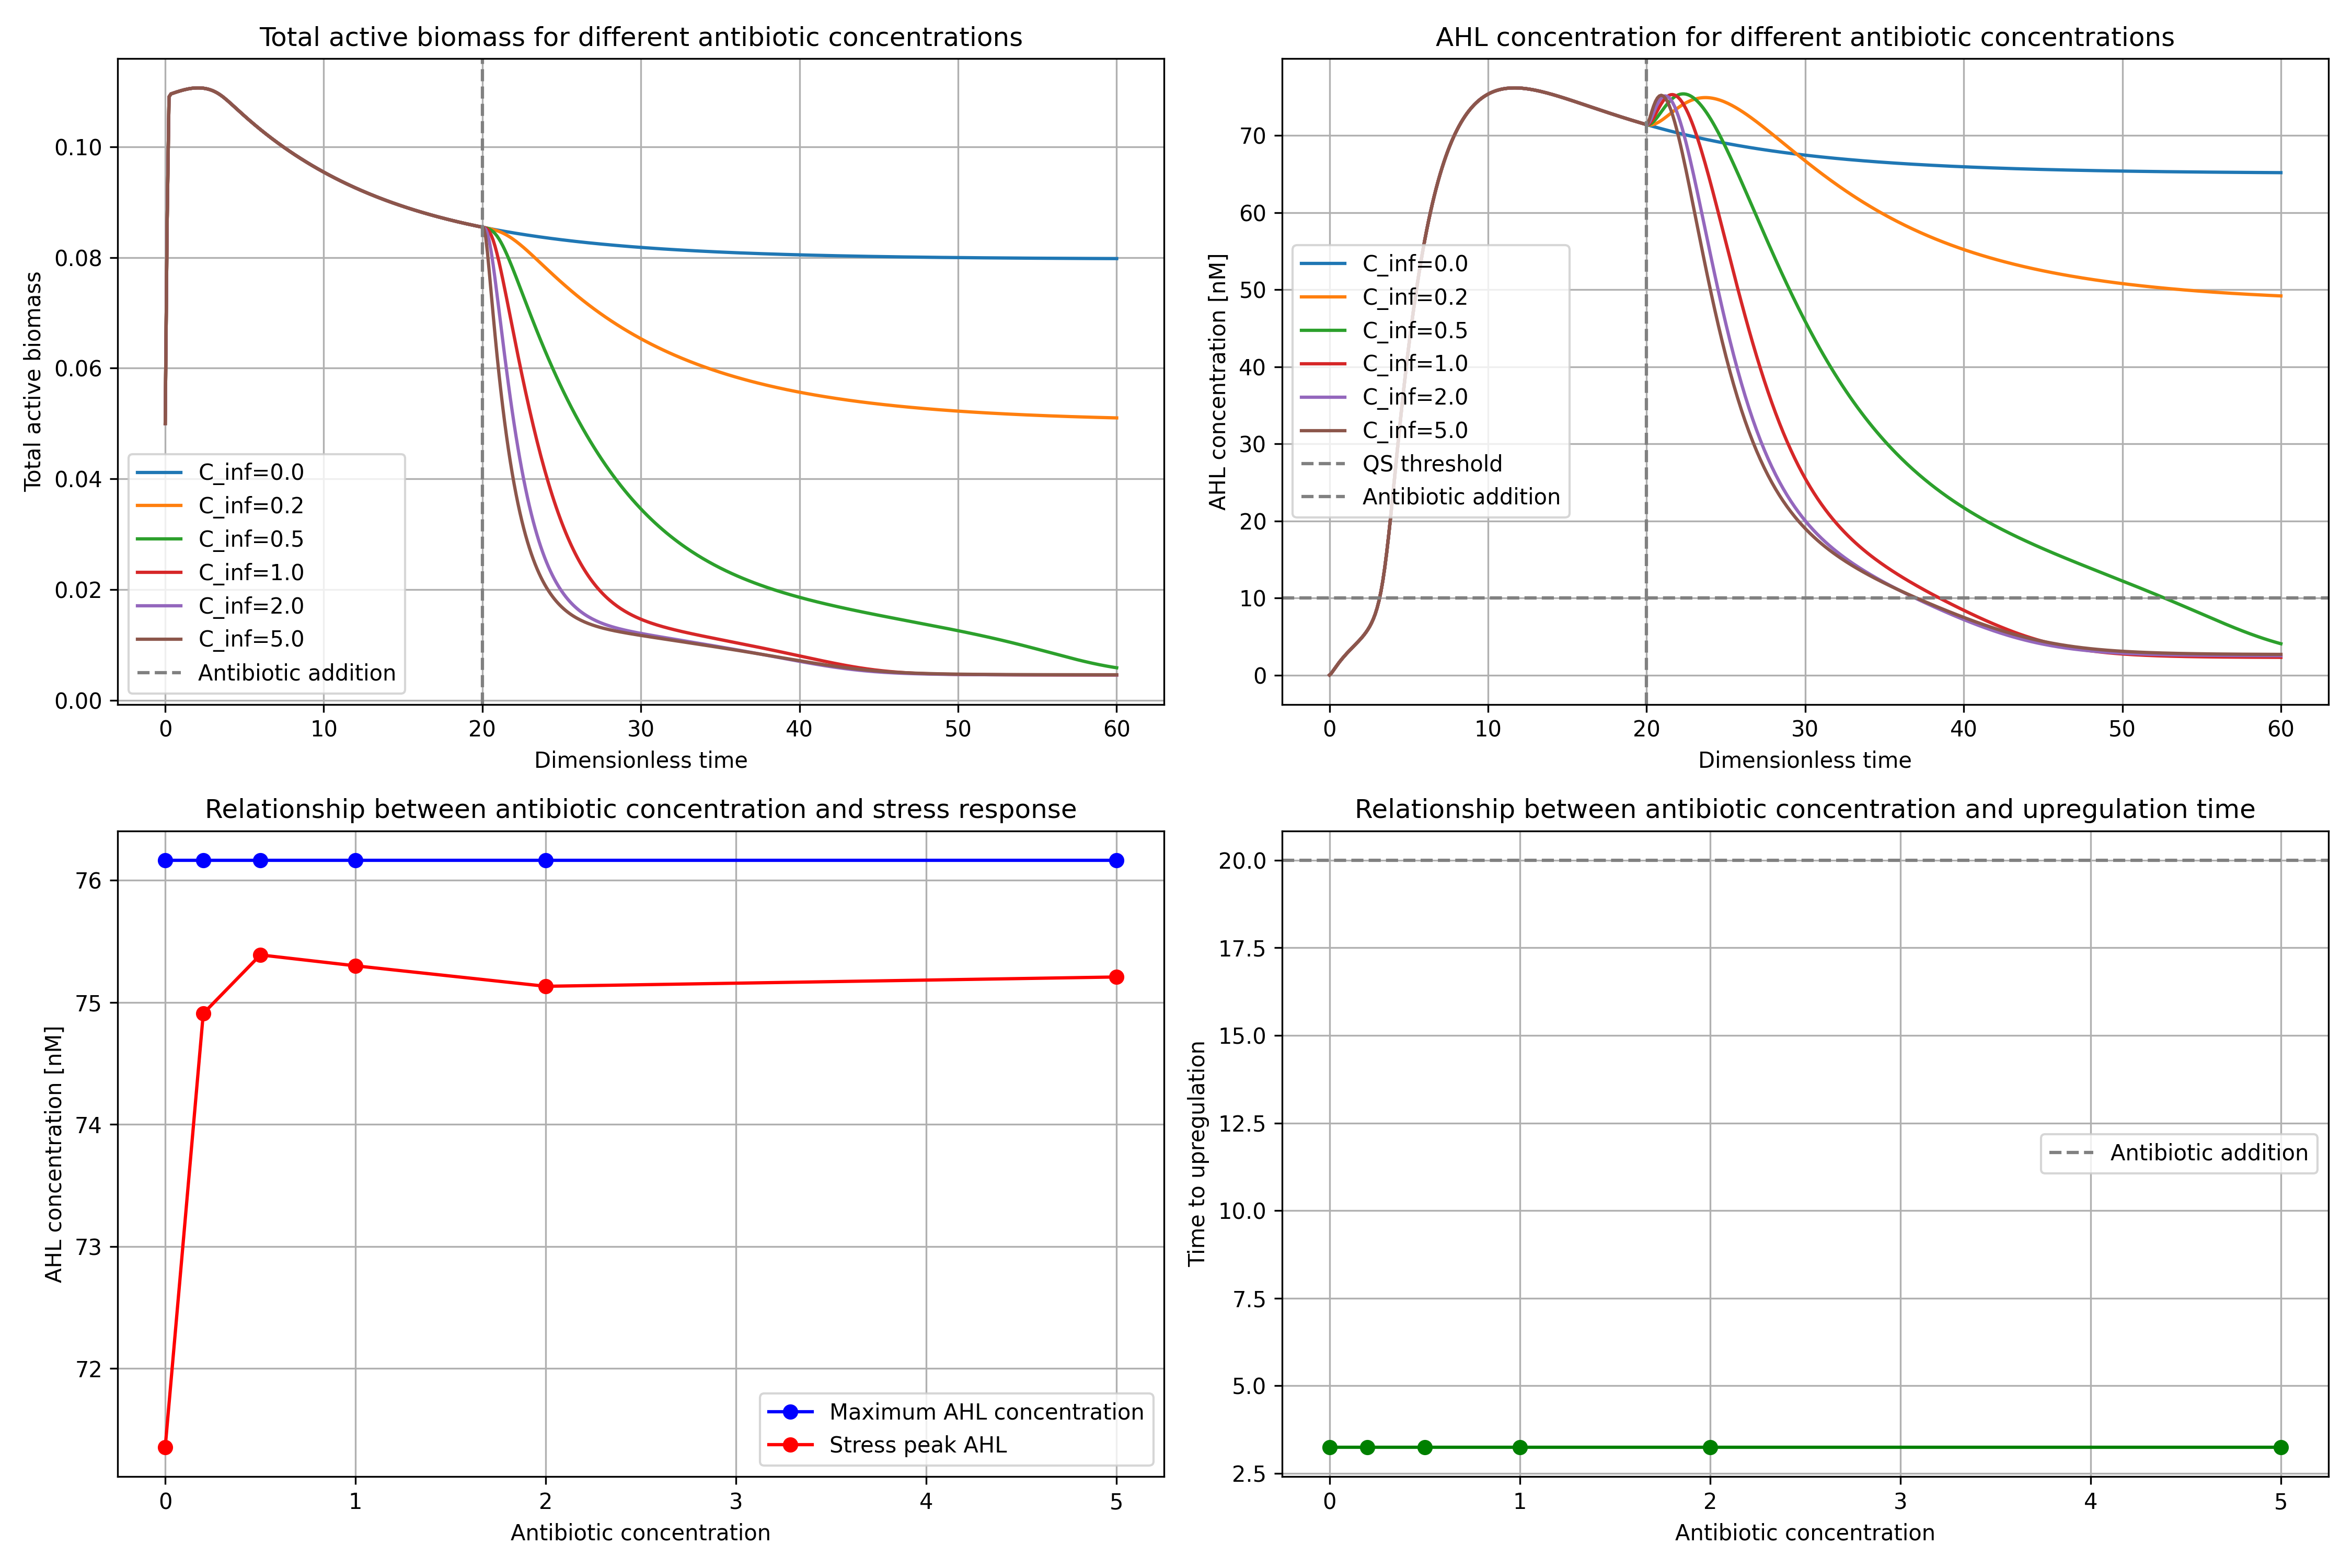 Total active biomass for different antibiotic concentrations
Total active biomass
0.10
0.08
0.06
0.04
0.02
0.00
C_inf=0.0
C_inf=0.2
C_inf=0.5
C_inf=1.0
C_inf=2.0
C_inf=5.0
Antibiotic addition
0 10 20 30 40 50 60
Dimensionless time
AHL concentration for different antibiotic concentrations
AHL concentration [nM]
70
60
50
40
30
20
10
0
C_inf=0.0
C_inf=0.2
C_inf=0.5
C_inf=1.0
C_inf=2.0
C_inf=5.0
QS threshold
Antibiotic addition
0 10 20 30 40 50 60
Dimensionless time
Relationship between antibiotic concentration and stress response
AHL concentration [nM]
76
75
74
73
72
Maximum AHL concentration
Stress peak AHL
0 1 2 3 4 5
Antibiotic concentration
Relationship between antibiotic concentration and upregulation time
Time to upregulation
20.0
17.5
15.0
12.5
10.0
7.5
5.0
2.5
Antibiotic addition
0 1 2 3 4 5
Antibiotic concentration